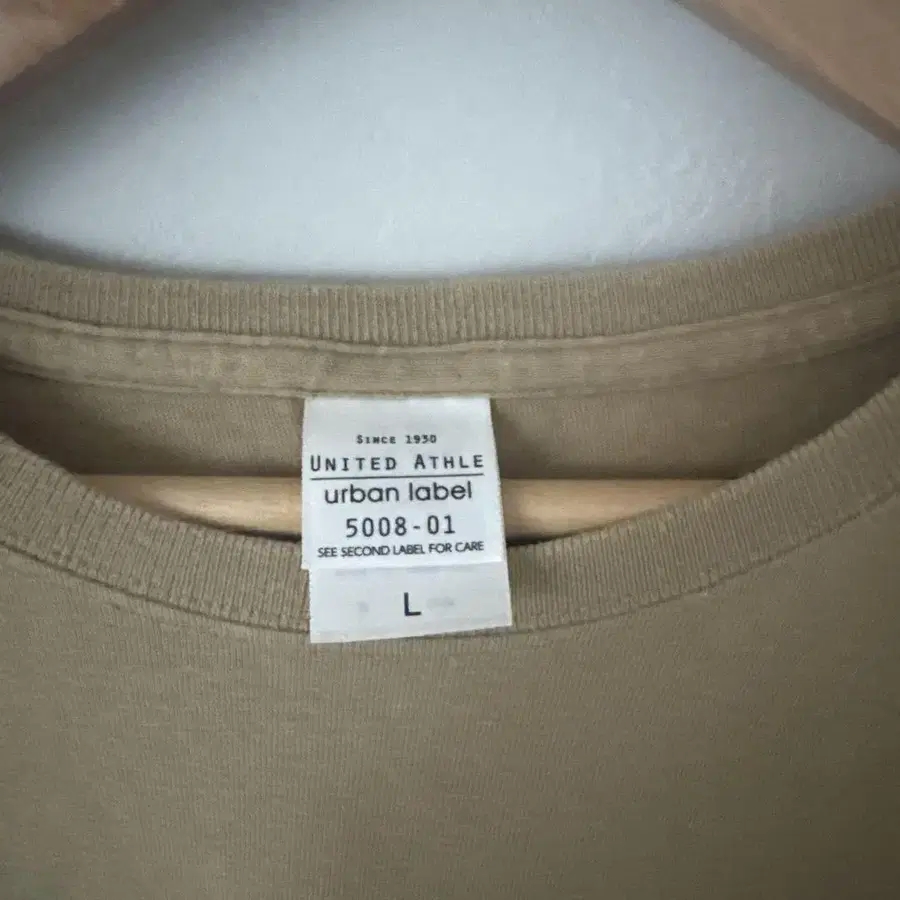 SINCE 1930
UNITED ATHLE
urban label
5008-01
SEE SECOND LABEL FOR CARE
L